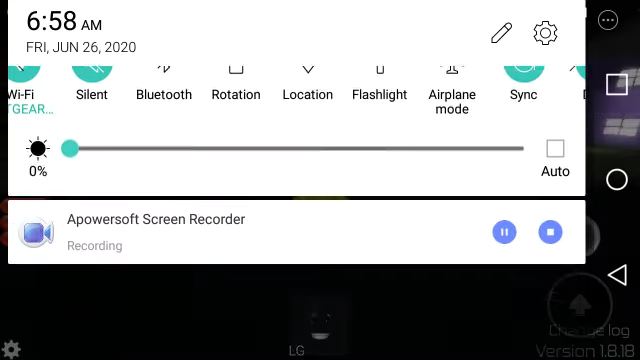 6:58 AM
FRI, JUN 26, 2020
Wi-Fi
TGEAR...
Silent
Bluetooth
Rotation
Location
Flashlight
Airplane
mode
Sync
0%
Auto
Apowersoft Screen Recorder
Recording
Change log
LG
Version 1.8.18